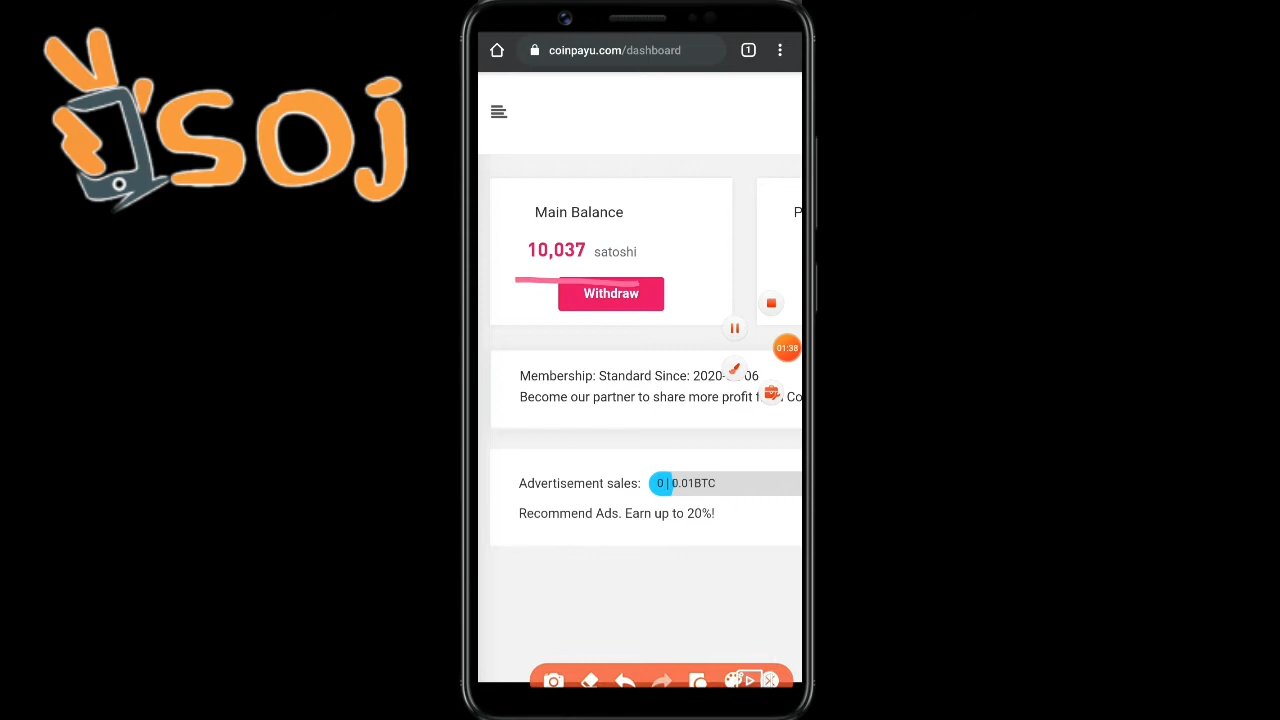 soj
coinpayu.com/dashboard
1
Main Balance
P
10,037 satoshi
Withdraw
01:38
Membership: Standard Since: 2020- 06
Become our partner to share more profit Co
Advertisement sales: 0 | 0.01BTC
Recommend Ads. Earn up to 20%!